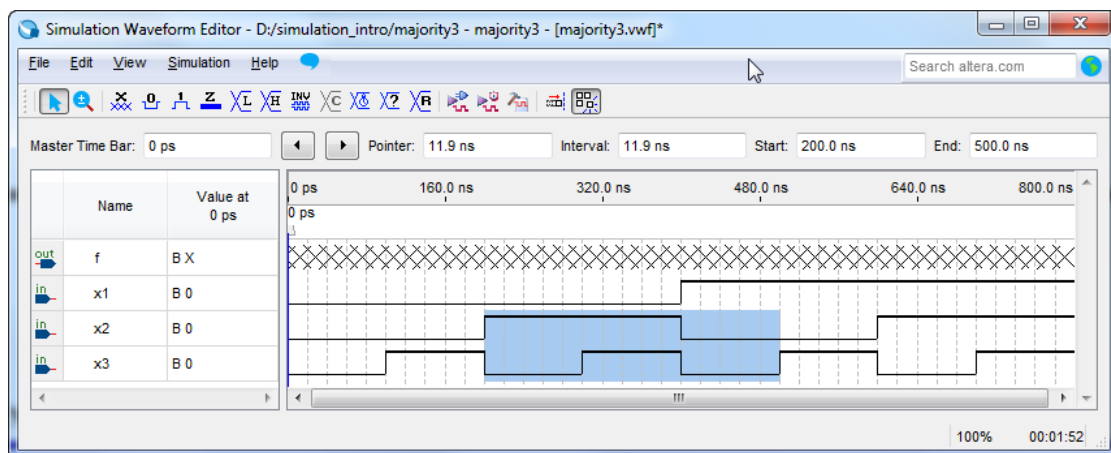 Simulation Waveform Editor - D:/simulation_intro/majority3 - majority3 - [majority3.vwf]*
File Edit View Simulation Help Search altera.com
Master Time Bar: 0 ps Pointer: 11.9 ns Interval: 11.9 ns Start: 200.0 ns End: 500.0 ns
Name Value at 0 ps
0 ps 160.0 ns 320.0 ns 480.0 ns 640.0 ns 800.0 ns
0 ps
out f B X
in x1 B 0
in x2 B 0
in x3 B 0
100% 00:01:52